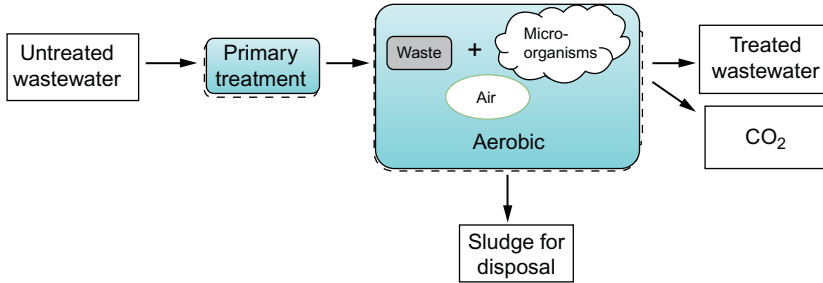 Untreated
wastewater
Primary
treatment
Waste
+
Micro-
organisms
Air
Aerobic
Treated
wastewater
CO₂
Sludge for
disposal